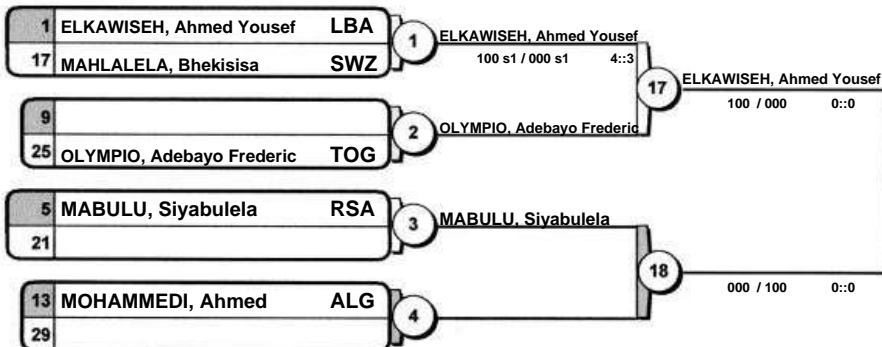 1 ELKAWISEH, Ahmed Yousef LBA
17 MAHLALELA, Bhekisisa SWZ
1
ELKAWISEH, Ahmed Yousef
100 s1 / 000 s1 4::3
9
25 OLYMPIO, Adebayo Frederic TOG
2
OLYMPIO, Adebayo Frederic
17
ELKAWISEH, Ahmed Yousef
100 / 000 0::0
5 MABULU, Siyabulela RSA
21
3
MABULU, Siyabulela
13 MOHAMMEDI, Ahmed ALG
29
4
18
000 / 100 0::0